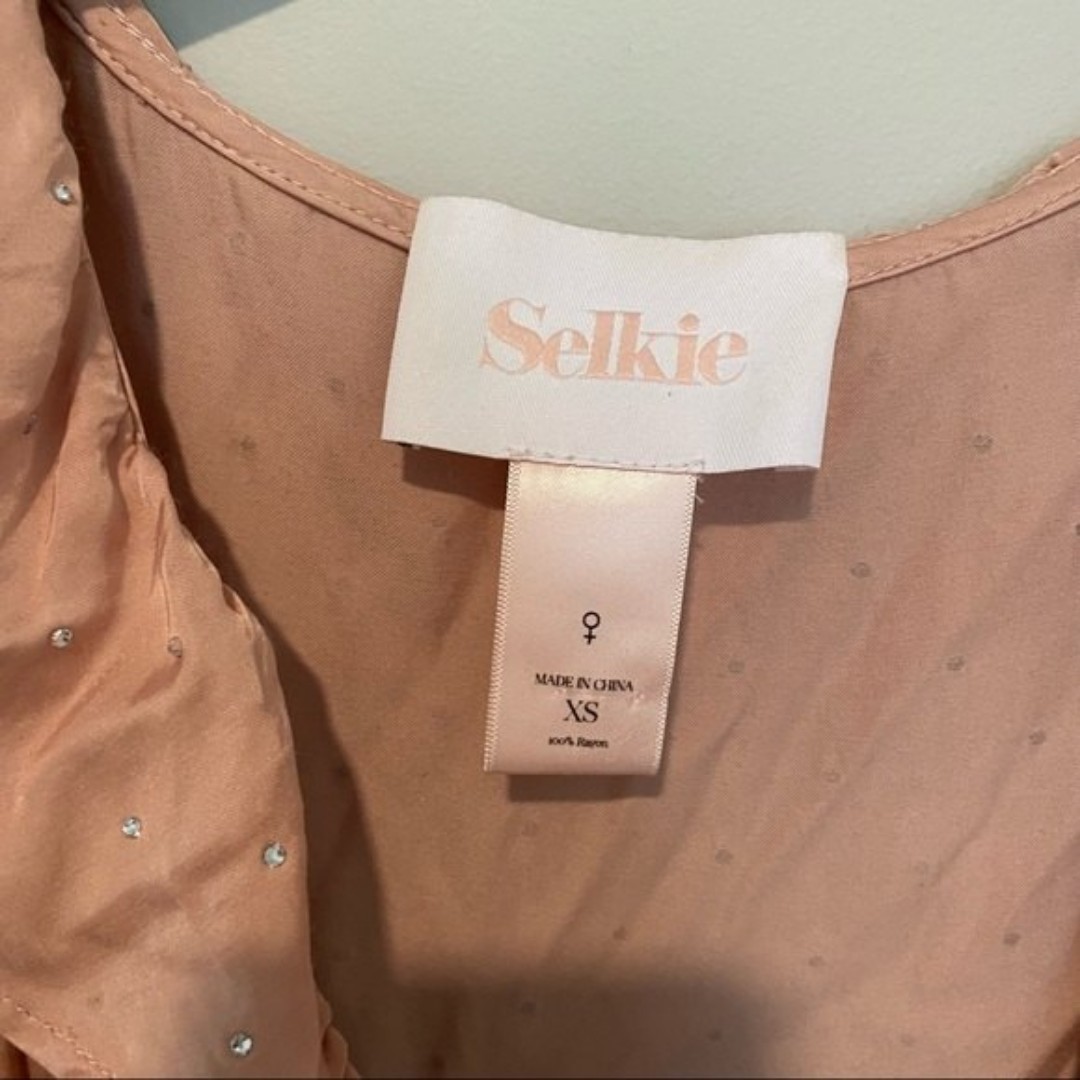 Selkie
♀
MADE IN CHINA
XS
100% Rayon